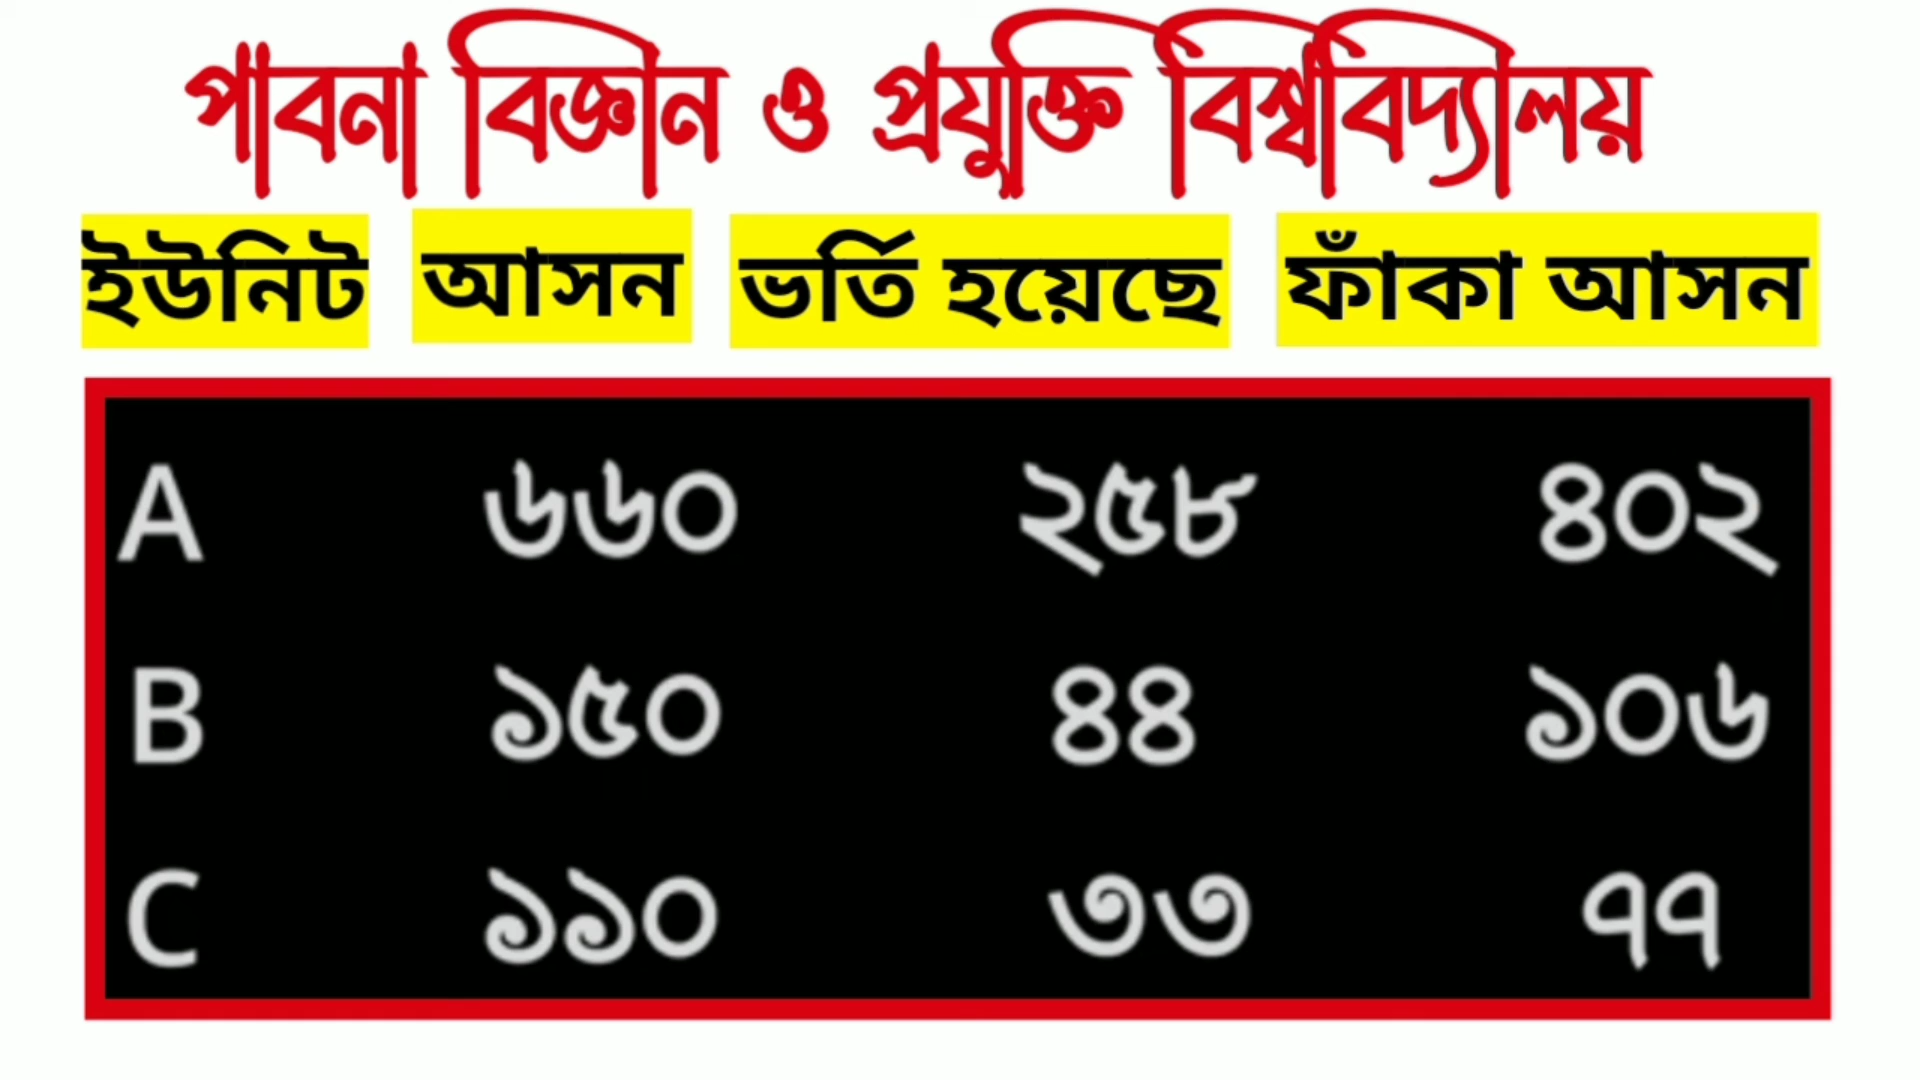 পাবনা বিজ্ঞান ও প্রযুক্তি বিশ্ববিদ্যালয়
ইউনিট আসন ভর্তি হয়েছে ফাঁকা আসন
A ৬৬০ ২৫৮ ৪০২
B ১৫০ ৪৪ ১০৬
C ১১০ ৩৩ ৭৭